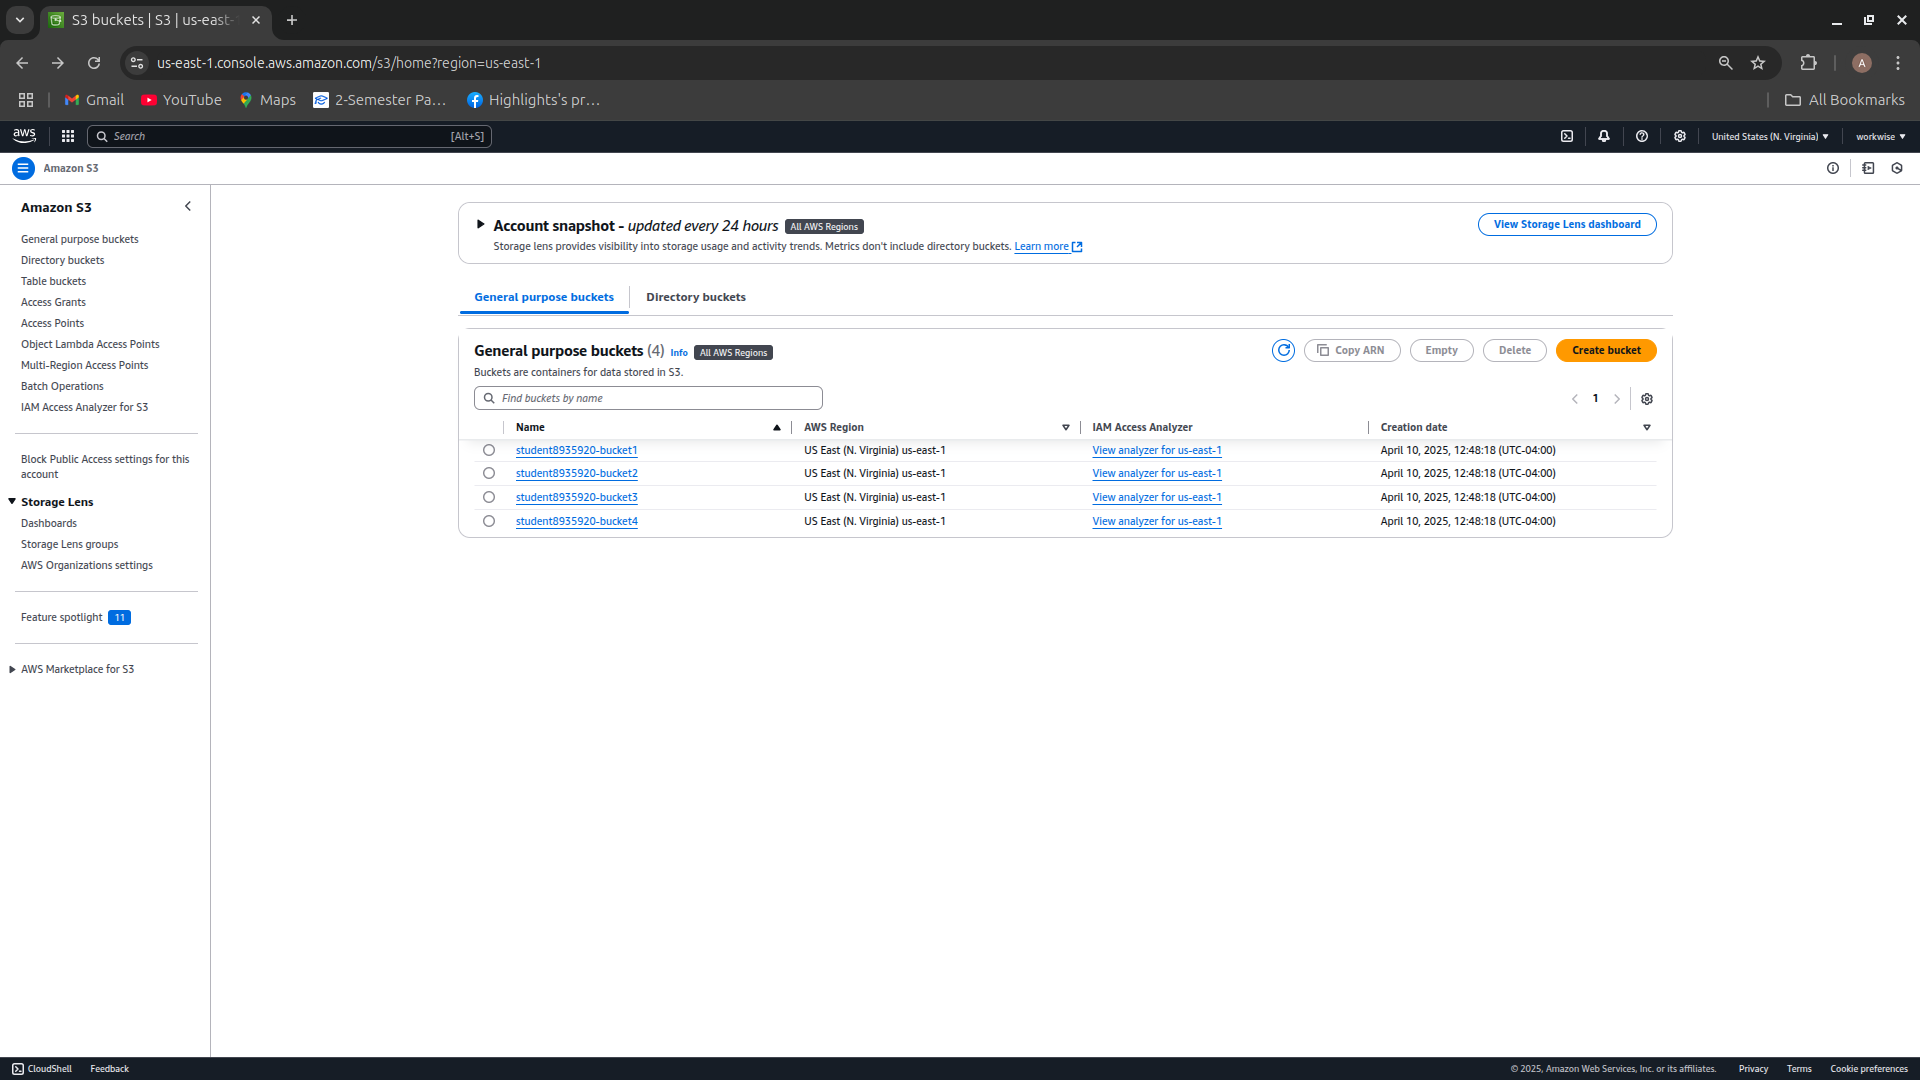 S3 buckets | S3 | us-east-
us-east-1.console.aws.amazon.com/s3/home?region=us-east-1
A
Gmail YouTube Maps 2-Semester Pa… Highlights's pr… All Bookmarks
aws Search [Alt+S] United States (N. Virginia) workwise
Amazon S3
Amazon S3
General purpose buckets
Directory buckets
Table buckets
Access Grants
Access Points
Object Lambda Access Points
Multi-Region Access Points
Batch Operations
IAM Access Analyzer for S3
Block Public Access settings for this
account
Storage Lens
Dashboards
Storage Lens groups
AWS Organizations settings
Feature spotlight 11
AWS Marketplace for S3
Account snapshot - updated every 24 hours All AWS Regions View Storage Lens dashboard
Storage lens provides visibility into storage usage and activity trends. Metrics don't include directory buckets. Learn more
General purpose buckets Directory buckets
General purpose buckets (4) Info All AWS Regions Copy ARN Empty Delete Create bucket
Buckets are containers for data stored in S3.
Find buckets by name 1
Name AWS Region IAM Access Analyzer Creation date
student8935920-bucket1 US East (N. Virginia) us-east-1 View analyzer for us-east-1 April 10, 2025, 12:48:18 (UTC-04:00)
student8935920-bucket2 US East (N. Virginia) us-east-1 View analyzer for us-east-1 April 10, 2025, 12:48:18 (UTC-04:00)
student8935920-bucket3 US East (N. Virginia) us-east-1 View analyzer for us-east-1 April 10, 2025, 12:48:18 (UTC-04:00)
student8935920-bucket4 US East (N. Virginia) us-east-1 View analyzer for us-east-1 April 10, 2025, 12:48:18 (UTC-04:00)
CloudShell Feedback © 2025, Amazon Web Services, Inc. or its affiliates. Privacy Terms Cookie preferences